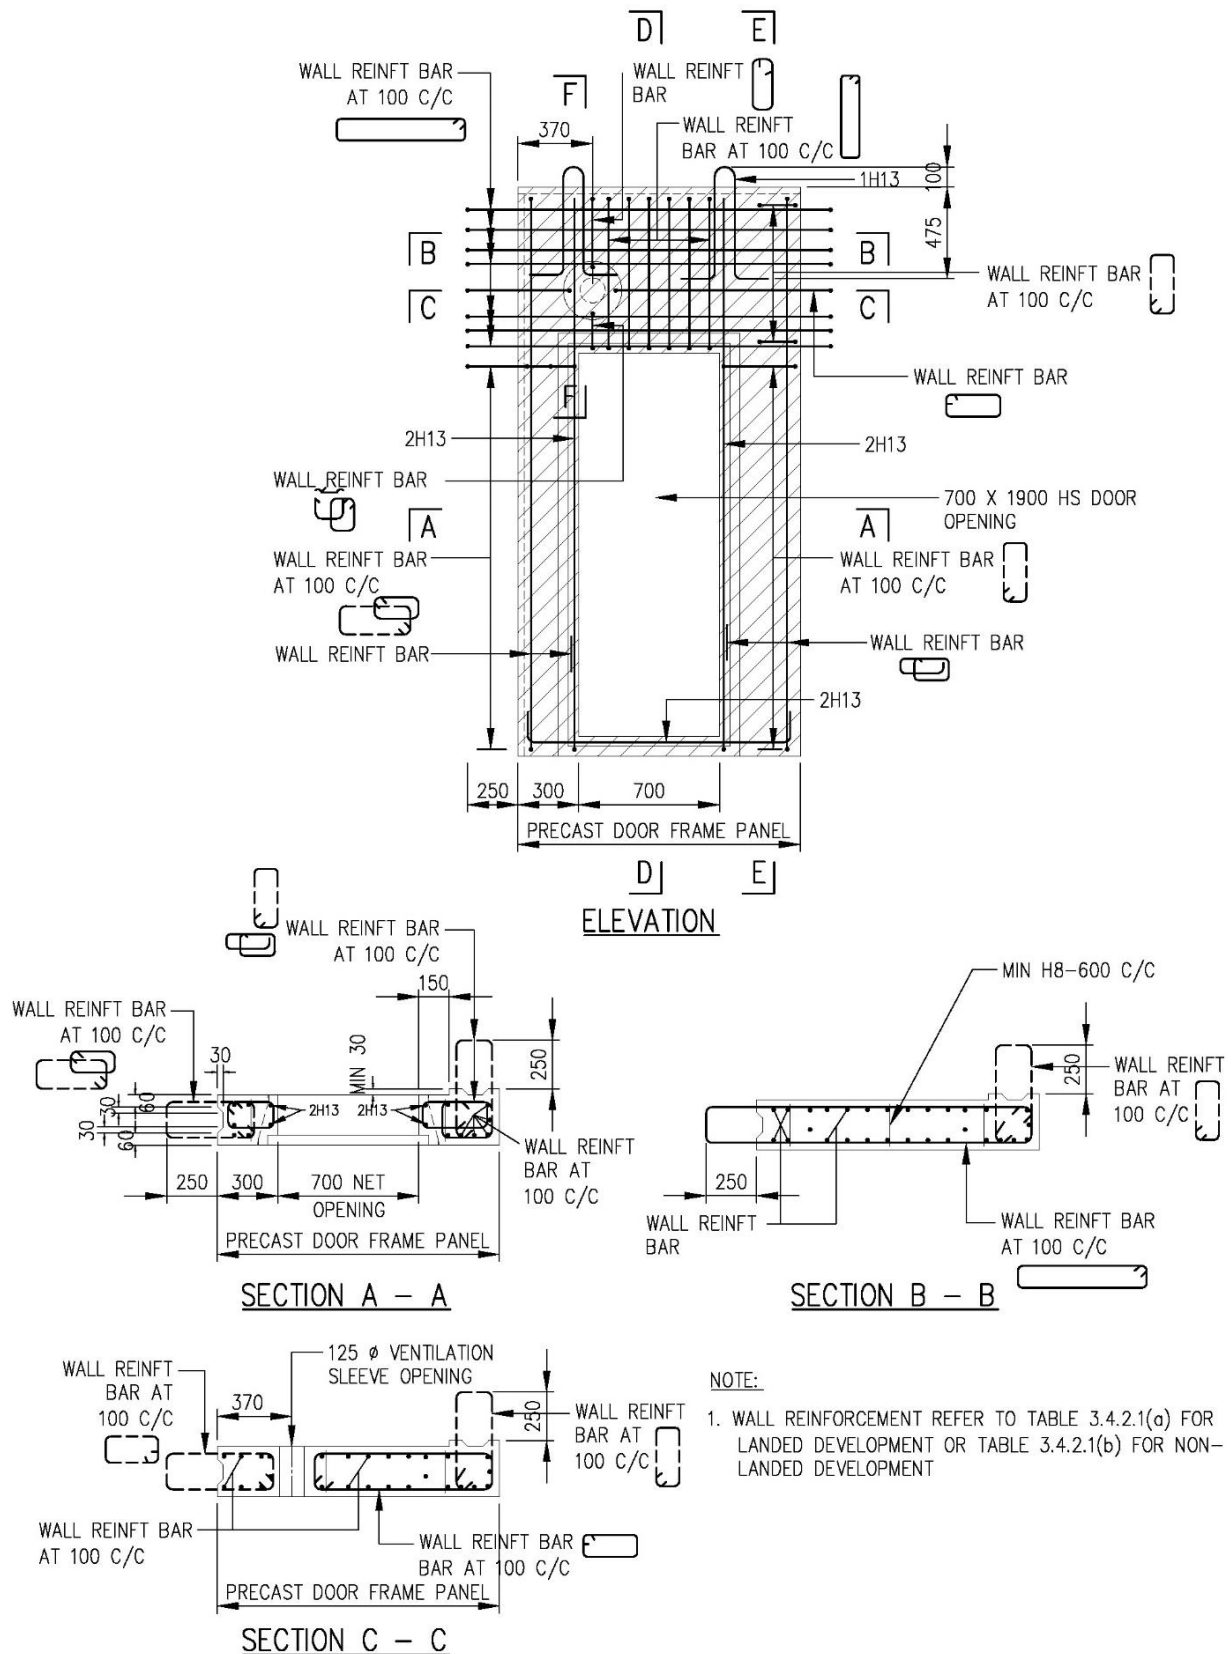 D
E
WALL REINFT BAR
AT 100 C/C
WALL REINFT
BAR
F
370
WALL REINFT
BAR AT 100 C/C
1H13
100
475
B
B
WALL REINFT BAR
AT 100 C/C
C
C
WALL REINFT BAR
F
2H13
2H13
WALL REINFT BAR
700 X 1900 HS DOOR
OPENING
A
A
WALL REINFT BAR
AT 100 C/C
WALL REINFT BAR
AT 100 C/C
WALL REINFT BAR
WALL REINFT BAR
2H13
250
300
700
PRECAST DOOR FRAME PANEL
D
E
ELEVATION
WALL REINFT BAR
AT 100 C/C
150
WALL REINFT BAR
AT 100 C/C
30
MIN 30
250
60
30
30
60
2H13
2H13
WALL REINFT
BAR AT
100 C/C
250
300
700 NET
OPENING
PRECAST DOOR FRAME PANEL
SECTION A - A
MIN H8-600 C/C
250
WALL REINFT
BAR AT
100 C/C
250
WALL REINFT
BAR
WALL REINFT BAR
AT 100 C/C
SECTION B - B
WALL REINFT
BAR AT
100 C/C
125 ø VENTILATION
SLEEVE OPENING
370
250
WALL REINFT
BAR AT
100 C/C
WALL REINFT BAR
AT 100 C/C
WALL REINFT BAR
BAR AT 100 C/C
PRECAST DOOR FRAME PANEL
SECTION C - C
NOTE:
1. WALL REINFORCEMENT REFER TO TABLE 3.4.2.1(a) FOR
LANDED DEVELOPMENT OR TABLE 3.4.2.1(b) FOR NON-
LANDED DEVELOPMENT